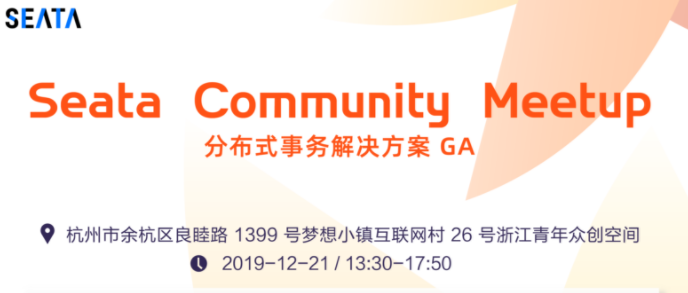 SEATA
Seata Community Meetup
分布式事务解决方案 GA
杭州市余杭区良睦路 1399 号梦想小镇互联网村 26 号浙江青年众创空间
2019-12-21 / 13:30-17:50